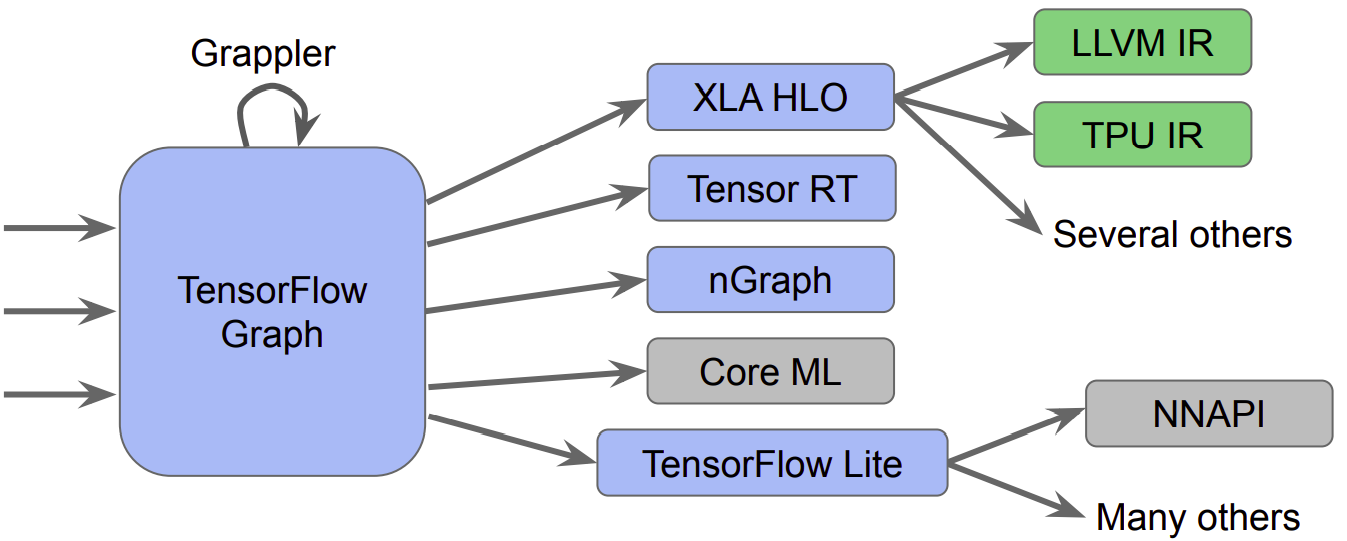 Grappler
TensorFlow
Graph
XLA HLO
Tensor RT
nGraph
Core ML
TensorFlow Lite
LLVM IR
TPU IR
Several others
NNAPI
Many others